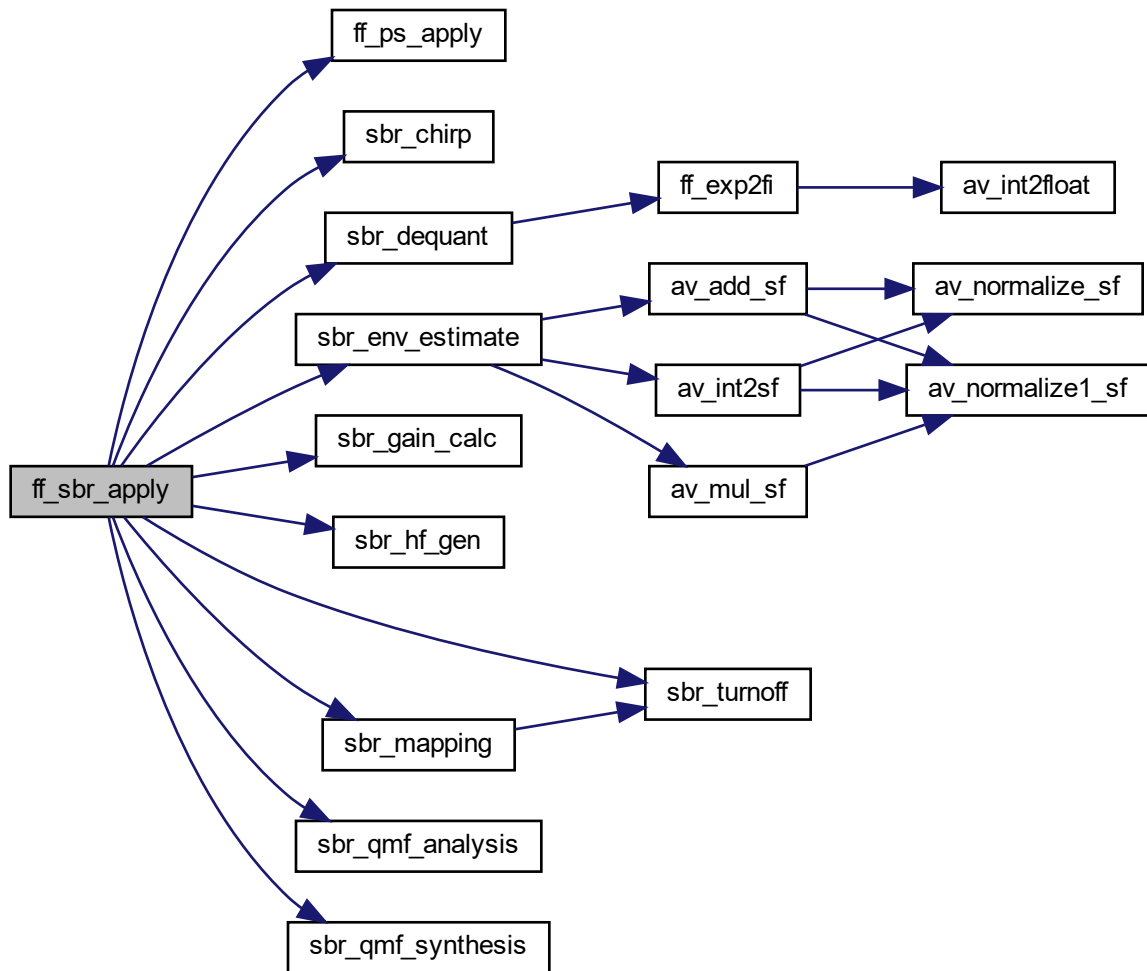 ff_ps_apply
sbr_chirp
ff_exp2fi
av_int2float
sbr_dequant
av_add_sf
av_normalize_sf
sbr_env_estimate
av_int2sf
av_normalize1_sf
sbr_gain_calc
ff_sbr_apply
av_mul_sf
sbr_hf_gen
sbr_turnoff
sbr_mapping
sbr_qmf_analysis
sbr_qmf_synthesis